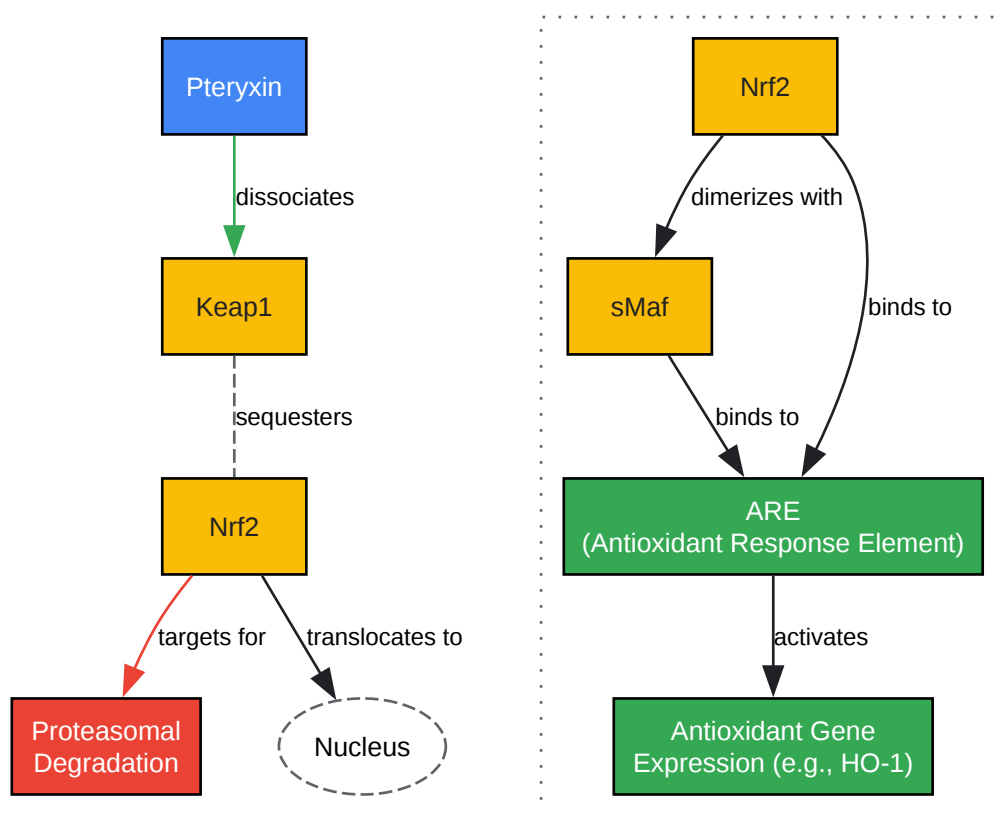 Pteryxin
dissociates
Keap1
sequesters
Nrf2
targets for
translocates to
Proteasomal
Degradation
Nucleus
Nrf2
dimerizes with
sMaf
binds to
binds to
ARE
(Antioxidant Response Element)
activates
Antioxidant Gene
Expression (e.g., HO-1)